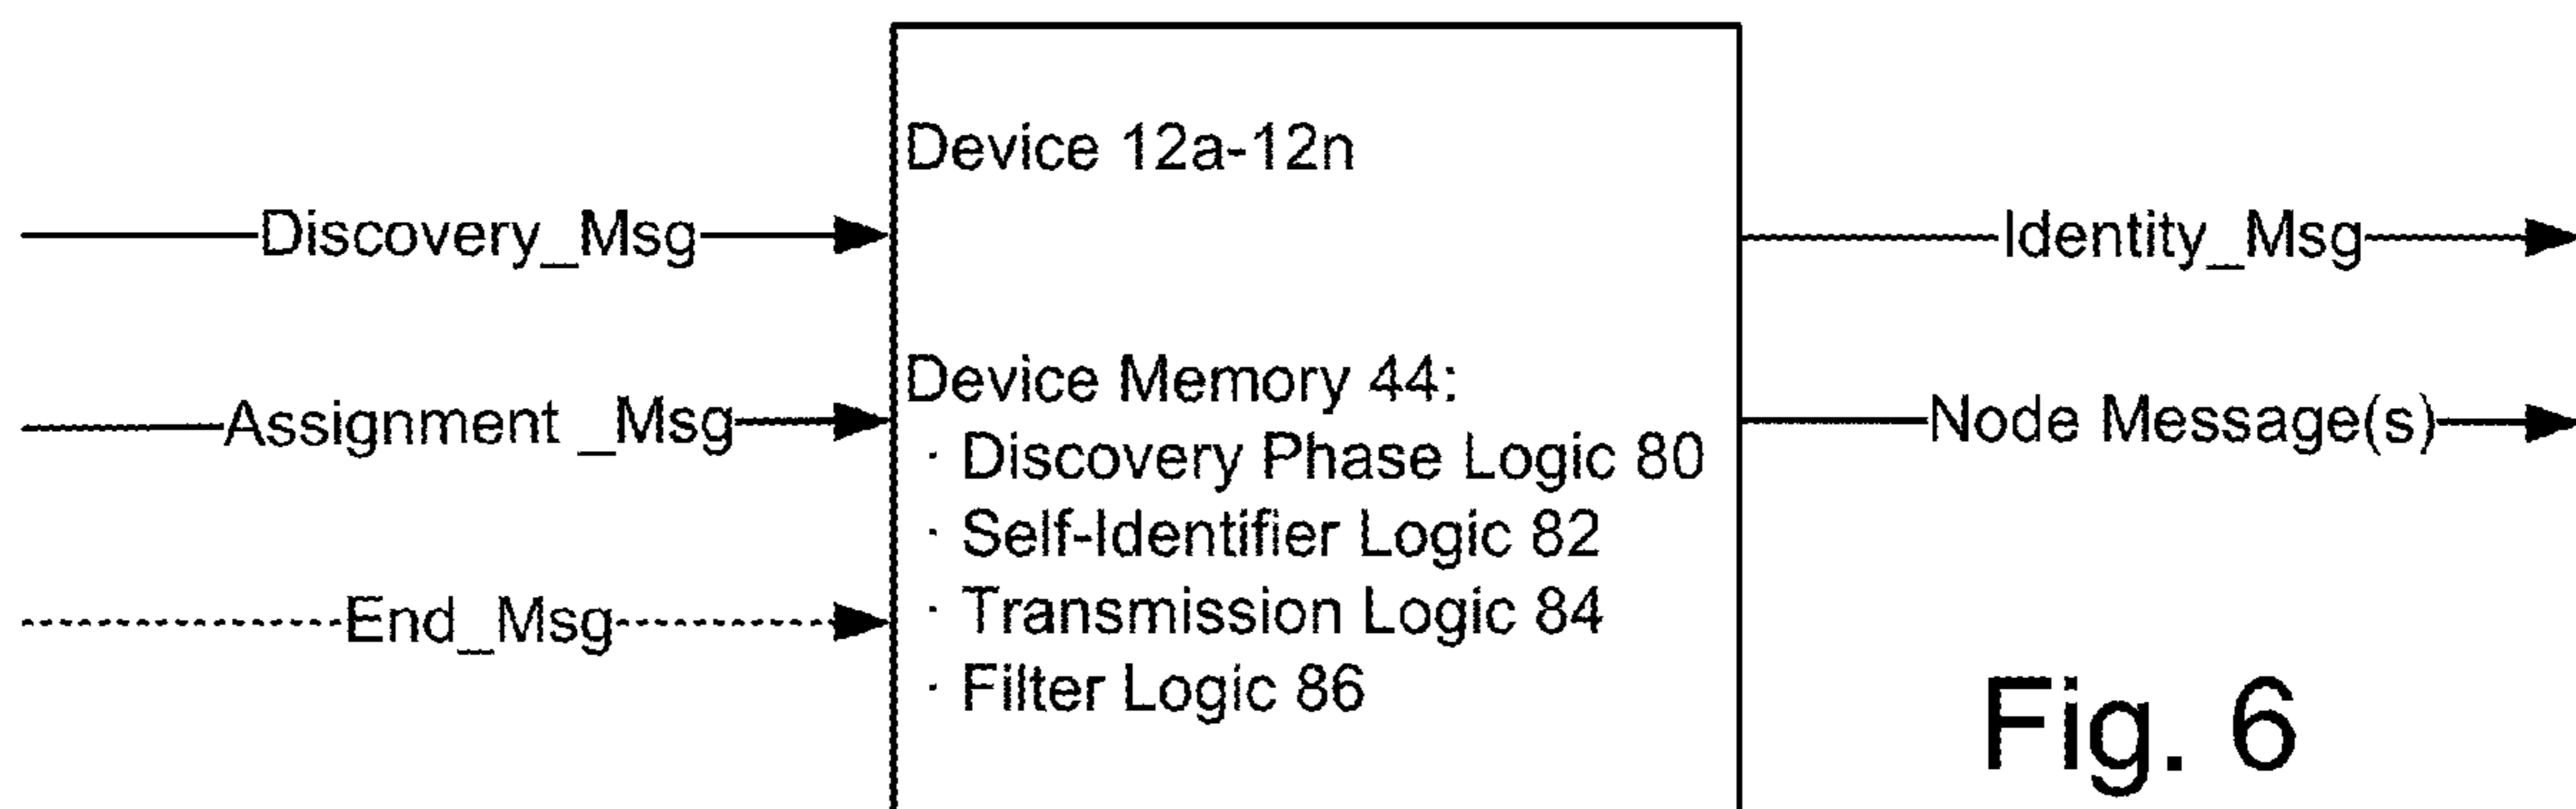 Device 12a-12n
Discovery_Msg
Identity_Msg
Device Memory 44:
Assignment _Msg
Node Message(s)
· Discovery Phase Logic 80
· Self-Identifier Logic 82
· Transmission Logic 84
End_Msg
· Filter Logic 86
Fig. 6